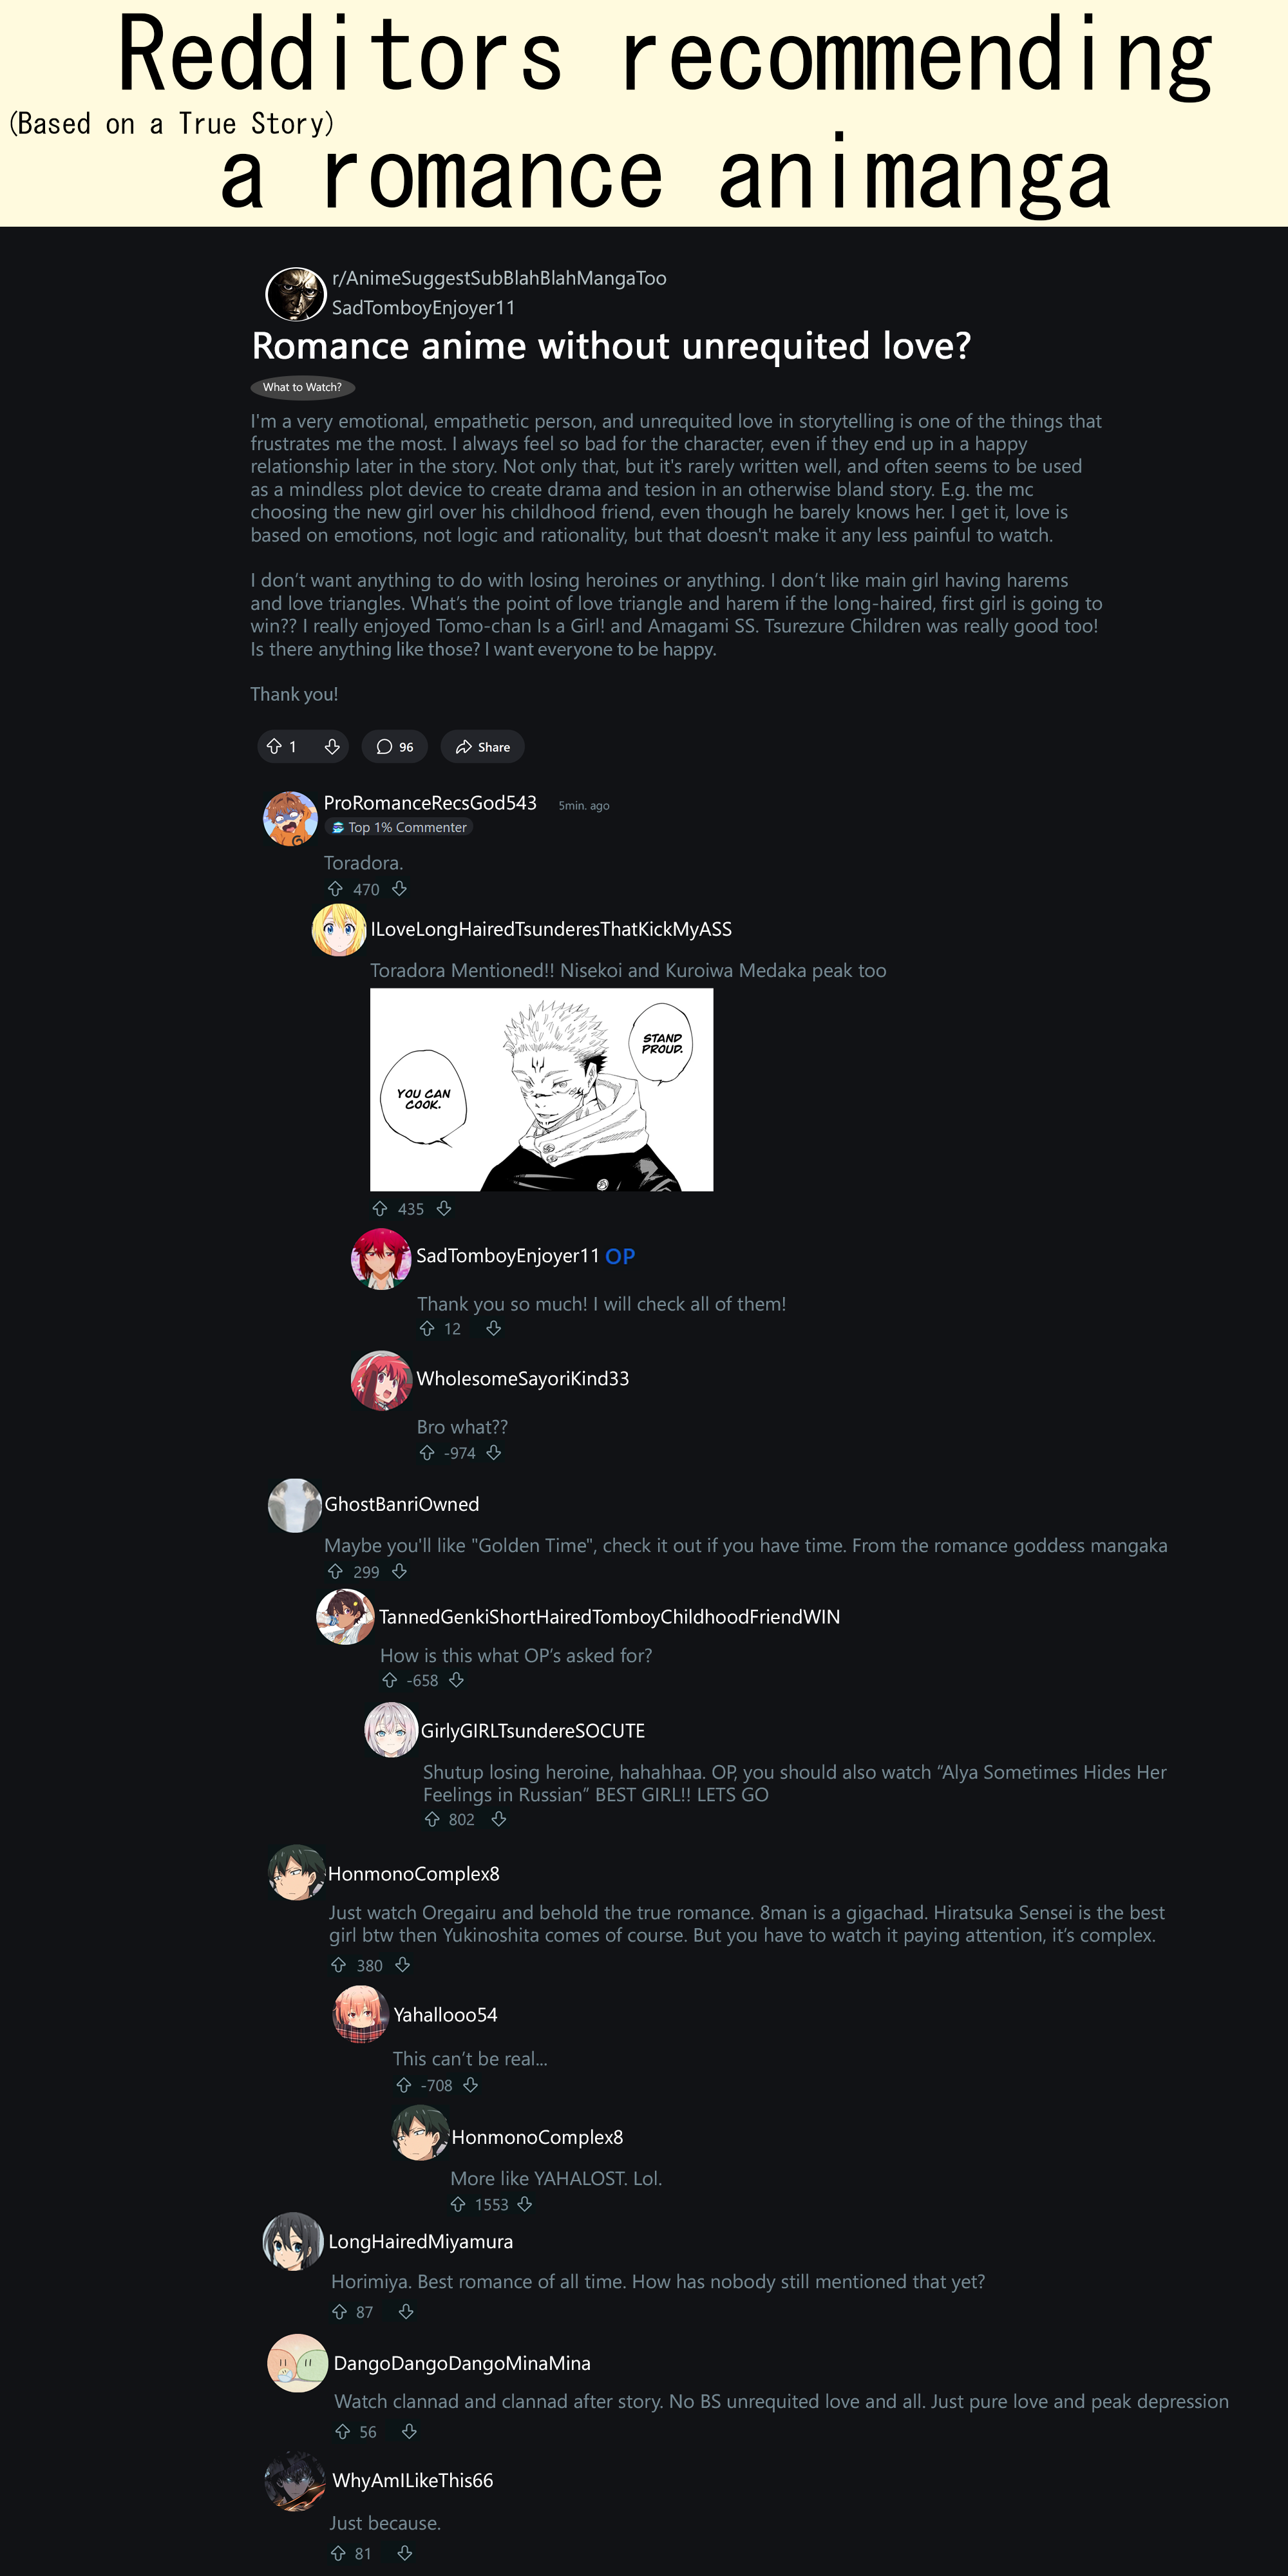 Redditors recommending
(Based on a True Story)
a romance animanga
r/AnimeSuggestSubBlahBlahMangaToo
SadTomboyEnjoyer11
Romance anime without unrequited love?
What to Watch?
I'm a very emotional, empathetic person, and unrequited love in storytelling is one of the things that
frustrates me the most. I always feel so bad for the character, even if they end up in a happy
relationship later in the story. Not only that, but it's rarely written well, and often seems to be used
as a mindless plot device to create drama and tesion in an otherwise bland story. E.g. the mc
choosing the new girl over his childhood friend, even though he barely knows her. I get it, love is
based on emotions, not logic and rationality, but that doesn't make it any less painful to watch.
I don’t want anything to do with losing heroines or anything. I don’t like main girl having harems
and love triangles. What’s the point of love triangle and harem if the long-haired, first girl is going to
win?? I really enjoyed Tomo-chan Is a Girl! and Amagami SS. Tsurezure Children was really good too!
Is there anything like those? I want everyone to be happy.
Thank you!
1
96
Share
ProRomanceRecsGod543 5min. ago
Top 1% Commenter
Toradora.
470
ILoveLongHairedTsunderesThatKickMyASS
Toradora Mentioned!! Nisekoi and Kuroiwa Medaka peak too
STAND
PROUD.
YOU CAN
COOK.
435
SadTomboyEnjoyer11 OP
Thank you so much! I will check all of them!
12
WholesomeSayoriKind33
Bro what??
-974
GhostBanriOwned
Maybe you'll like "Golden Time", check it out if you have time. From the romance goddess mangaka
299
TannedGenkiShortHairedTomboyChildhoodFriendWIN
How is this what OP’s asked for?
-658
GirlyGIRLTsundereSOCUTE
Shutup losing heroine, hahahhaa. OP, you should also watch “Alya Sometimes Hides Her
Feelings in Russian” BEST GIRL!! LETS GO
802
HonmonoComplex8
Just watch Oregairu and behold the true romance. 8man is a gigachad. Hiratsuka Sensei is the best
girl btw then Yukinoshita comes of course. But you have to watch it paying attention, it’s complex.
380
Yahallooo54
This can’t be real...
-708
HonmonoComplex8
More like YAHALOST. Lol.
1553
LongHairedMiyamura
Horimiya. Best romance of all time. How has nobody still mentioned that yet?
87
DangoDangoDangoMinaMina
Watch clannad and clannad after story. No BS unrequited love and all. Just pure love and peak depression
56
WhyAmILikeThis66
Just because.
81